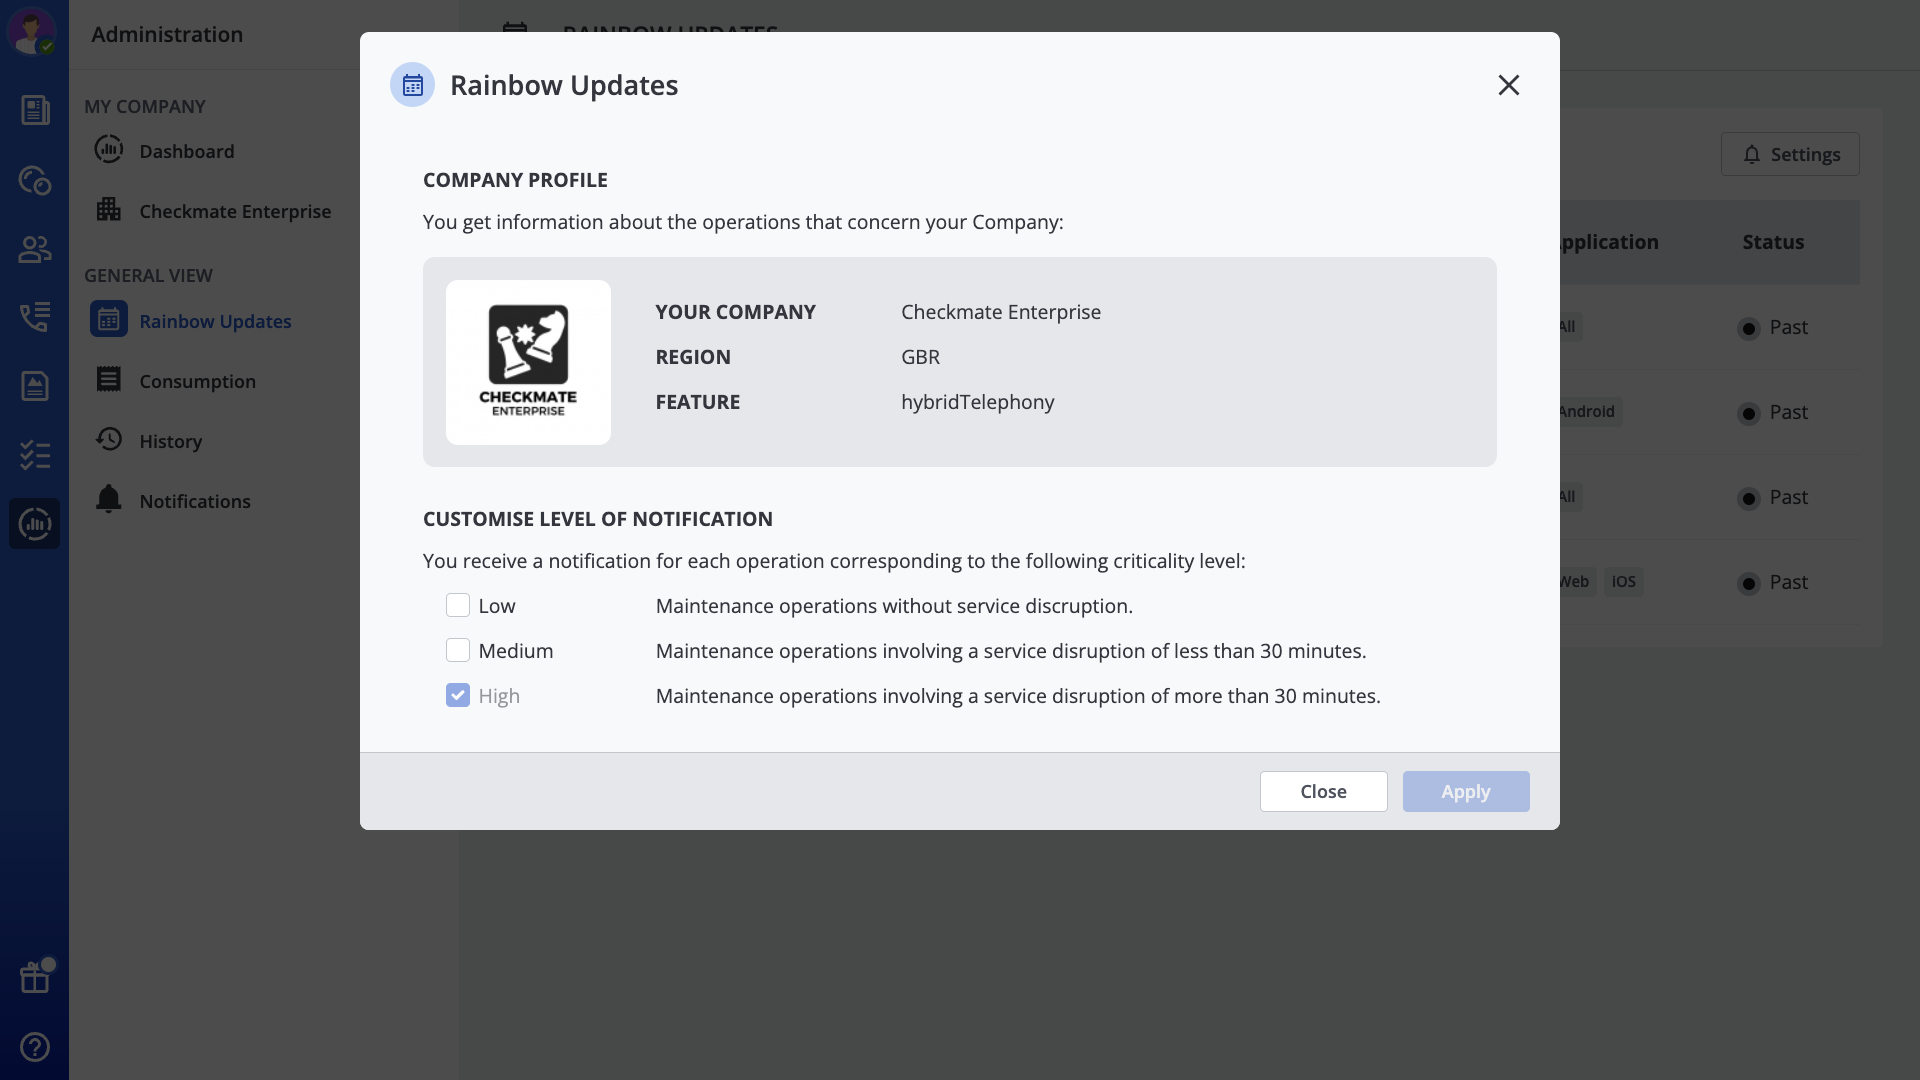 Administration
RAINBOW UPDATES
MY COMPANY
Dashboard
Checkmate Enterprise
GENERAL VIEW
Rainbow Updates
Consumption
History
Notifications
Rainbow Updates
COMPANY PROFILE
You get information about the operations that concern your Company:
CHECKMATE
ENTERPRISE
YOUR COMPANY Checkmate Enterprise
REGION GBR
FEATURE hybridTelephony
CUSTOMISE LEVEL OF NOTIFICATION
You receive a notification for each operation corresponding to the following criticality level:
Low Maintenance operations without service discruption.
Medium Maintenance operations involving a service disruption of less than 30 minutes.
High Maintenance operations involving a service disruption of more than 30 minutes.
Close Apply
Settings
pplication Status
All Past
Android Past
All Past
Web iOS Past